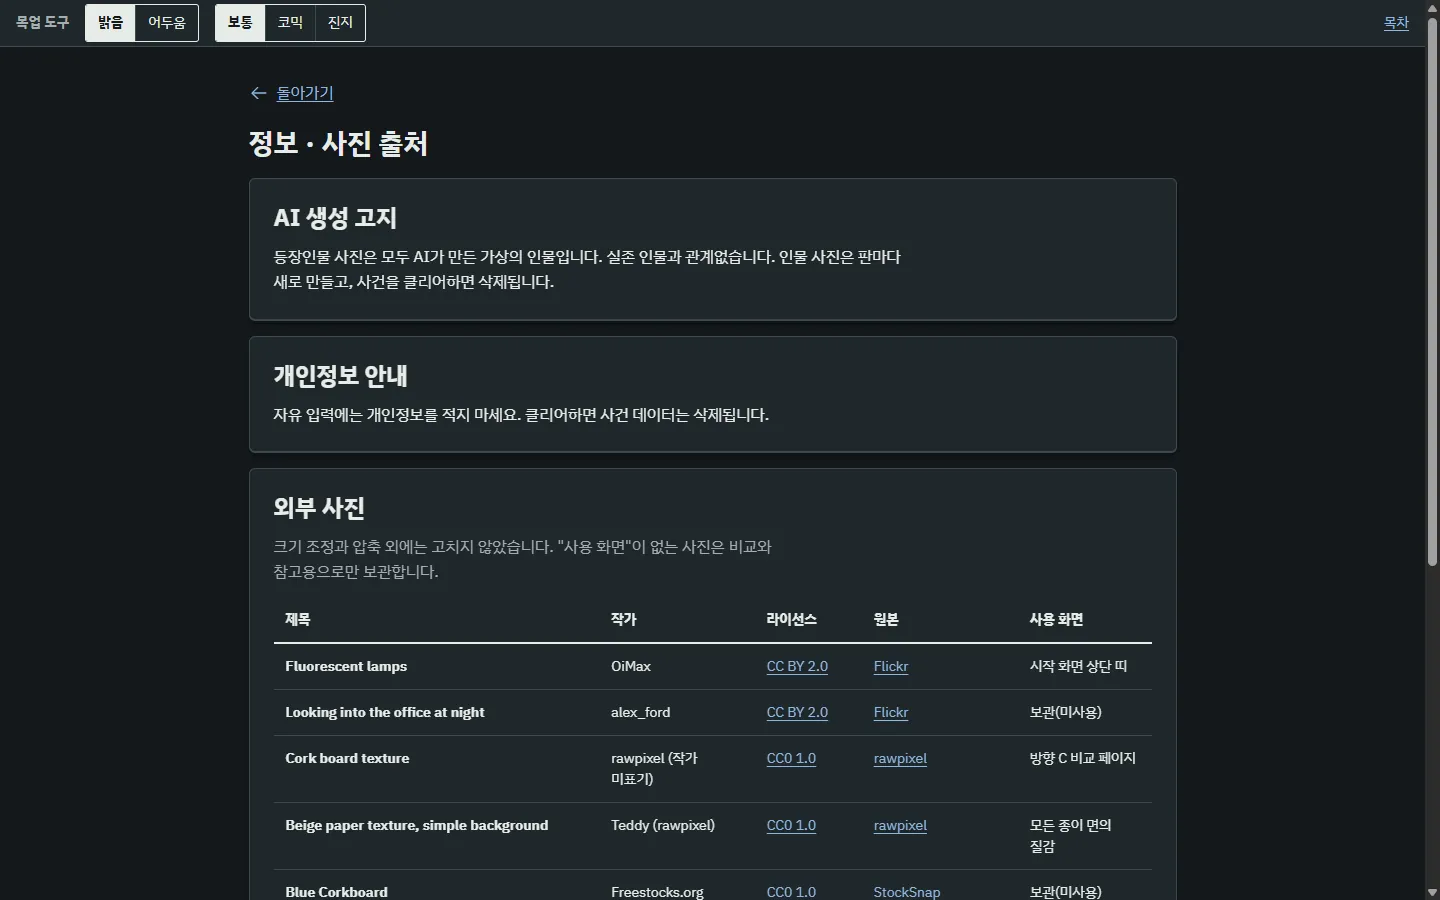 목업 도구 밝음 어두움 보통 코믹 진지 목차
← 돌아가기
정보 · 사진 출처
AI 생성 고지
등장인물 사진은 모두 AI가 만든 가상의 인물입니다. 실존 인물과 관계없습니다. 인물 사진은 판마다
새로 만들고, 사건을 클리어하면 삭제됩니다.
개인정보 안내
자유 입력에는 개인정보를 적지 마세요. 클리어하면 사건 데이터는 삭제됩니다.
외부 사진
크기 조정과 압축 외에는 고치지 않았습니다. "사용 화면"이 없는 사진은 비교와
참고용으로만 보관합니다.
제목 작가 라이선스 원본 사용 화면
Fluorescent lamps OiMax CC BY 2.0 Flickr 시작 화면 상단 띠
Looking into the office at night alex_ford CC BY 2.0 Flickr 보관(미사용)
Cork board texture rawpixel (작가 미표기) CC0 1.0 rawpixel 방향 C 비교 페이지
Beige paper texture, simple background Teddy (rawpixel) CC0 1.0 rawpixel 모든 종이 면의 질감
Blue Corkboard Freestocks.org CC0 1.0 StockSnap 보관(미사용)